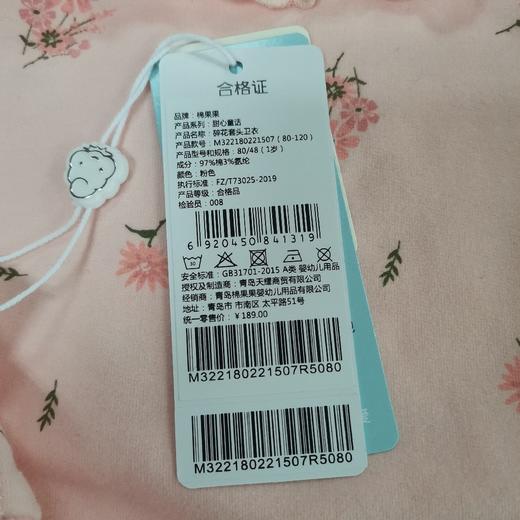 合格证
品牌：棉果果
产品系列：甜心童话
产品名称：碎花套头卫衣
产品款号：M322180221507（80-120）
产品型号和规格：80/48（1岁）
成分：97%棉3%氨纶
颜色：粉色
执行标准：FZ/T73025-2019
产品等级：合格品
检验员：008
6 920450 841319
30
安全标准：GB31701-2015 A类 婴幼儿用品
授权及制造商：青岛天耀商贸有限公司
经销商：青岛棉果果婴幼儿用品有限公司
地址：青岛市 市南区 太平路51号
统一零售价：￥189.00
M322180221507R5080
M322180221507R5080